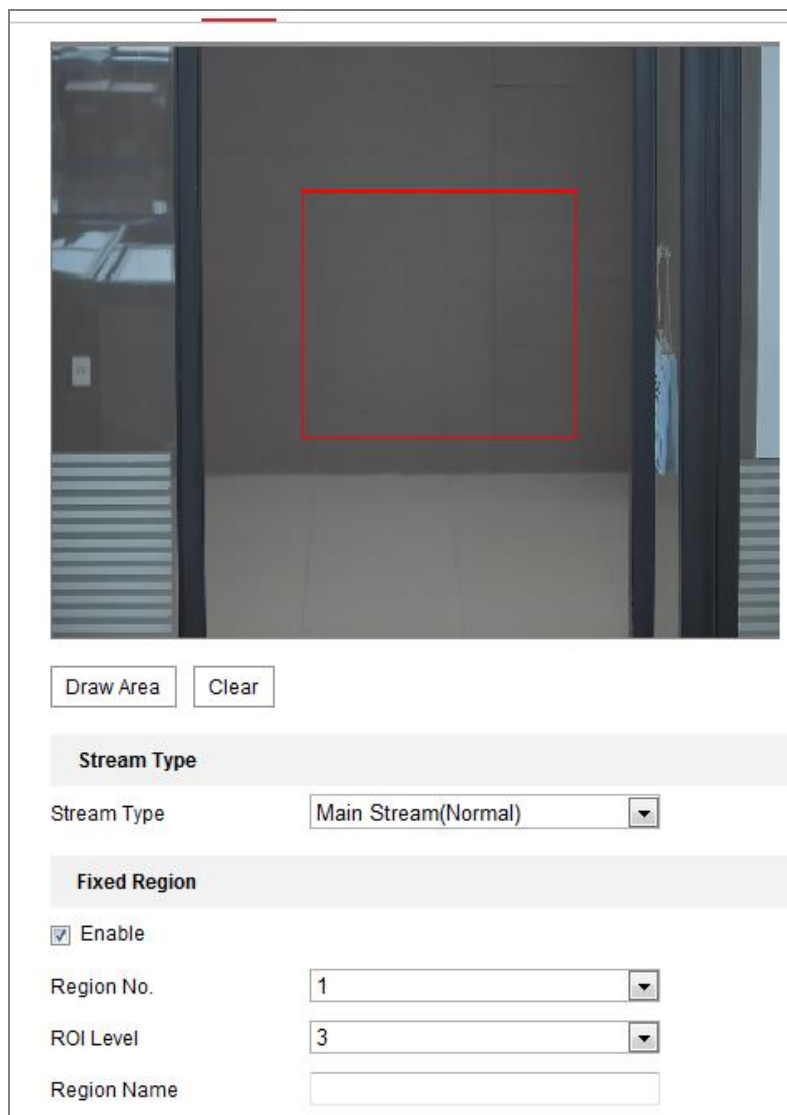 Draw Area Clear
Stream Type
Stream Type Main Stream(Normal)
Fixed Region
Enable
Region No. 1
ROI Level 3
Region Name